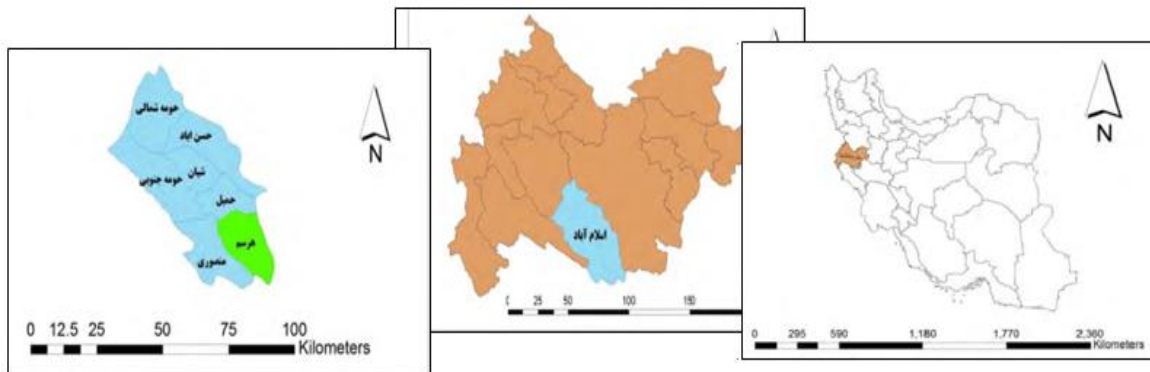 حومه شمالی
حسن اباد
شیان
حومه جنوبی
حمیل
هرسم
منصوری
N
0 12.5 25 50 75 100
Kilometers
اسلام آباد
0 25 50 100 150
N
0 295 590 1,180 1,770 2,360
Kilometers